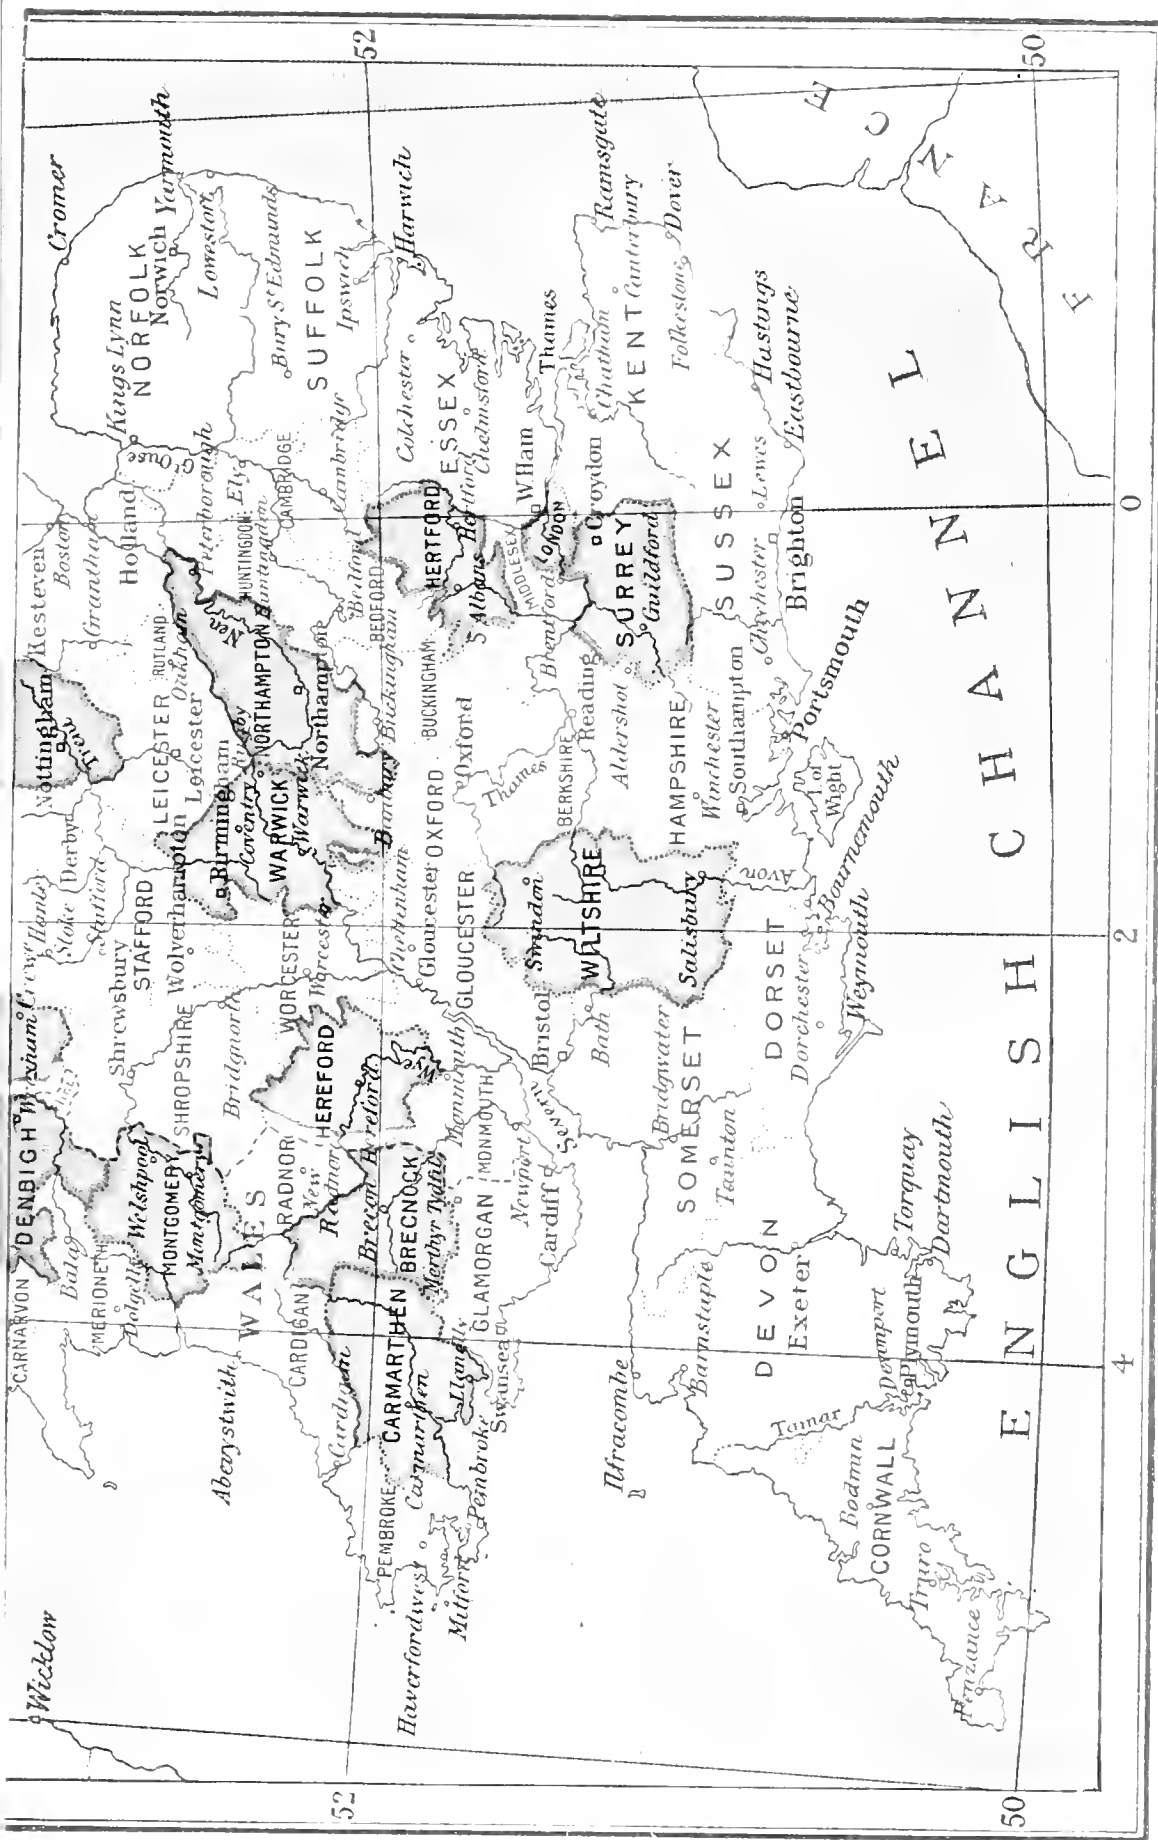 52
50
Wicklow
CARNARVON
DENBIGH
Wrexham
Crewe
Hanley
Stoke
Derby
Nottingham
Trent
Kesteven
Boston
Grantham
Holland
Kings Lynn
Cromer
Bala
MERIONETH
Dolgelly
Welshpool
MONTGOMERY
Montgomery
Shrewsbury
STAFFORD
Stafford
SHROPSHIRE
Wolverhampton
Bridgnorth
LEICESTER
Leicester
RUTLAND
Oakham
Nen
Peterborough
Gt. Ouse
Ely
NORFOLK
Norwich
Yarmouth
Lowestoft
Aberystwith
WALES
CARDIGAN
Cardigan
RADNOR
New
Radnor
HEREFORD
Hereford
WORCESTER
Worcester
Birmingham
Coventry
WARWICK
Warwick
Rugby
NORTHAMPTON
Northampton
HUNTINGDON
Huntingdon
CAMBRIDGE
Cambridge
Bury St Edmunds
SUFFOLK
Ipswich
Harwich
PEMBROKE
Haverfordwest
Milford
Pembroke
CARMARTHEN
Carmarthen
Llanelly
Brecon
BRECNOCK
Merthyr Tydfil
Wye
Monmouth
MONMOUTH
GLAMORGAN
Swansea
Newport
Cardiff
Severn
Cheltenham
Gloucester
GLOUCESTER
OXFORD
Oxford
Banbury
Buckingham
BUCKINGHAM
Bedford
BEDFORD
HERTFORD
Hertford
St Albans
ESSEX
Colchester
Chelmsford
MIDDLESEX
Brentford
LONDON
W. Ham
Thames
Thames
Bristol
Bath
Swindon
WILTSHIRE
Salisbury
BERKSHIRE
Reading
Aldershot
SURREY
Guildford
Croydon
Chatham
KENT
Canterbury
Ramsgate
Dover
Folkestone
Ilfracombe
Barnstaple
Bridgwater
SOMERSET
Taunton
HAMPSHIRE
Winchester
Southampton
Avon
Chichester
SUSSEX
Lewes
Brighton
Hastings
Eastbourne
Portsmouth
I. of
Wight
Bournemouth
DORSET
Dorchester
Weymouth
DEVON
Exeter
Torquay
Dartmouth
Devonport
Plymouth
Tamar
Bodmin
CORNWALL
Truro
Penzance
ENGLISH CHANNEL
FRANCE
52
50
4
2
0